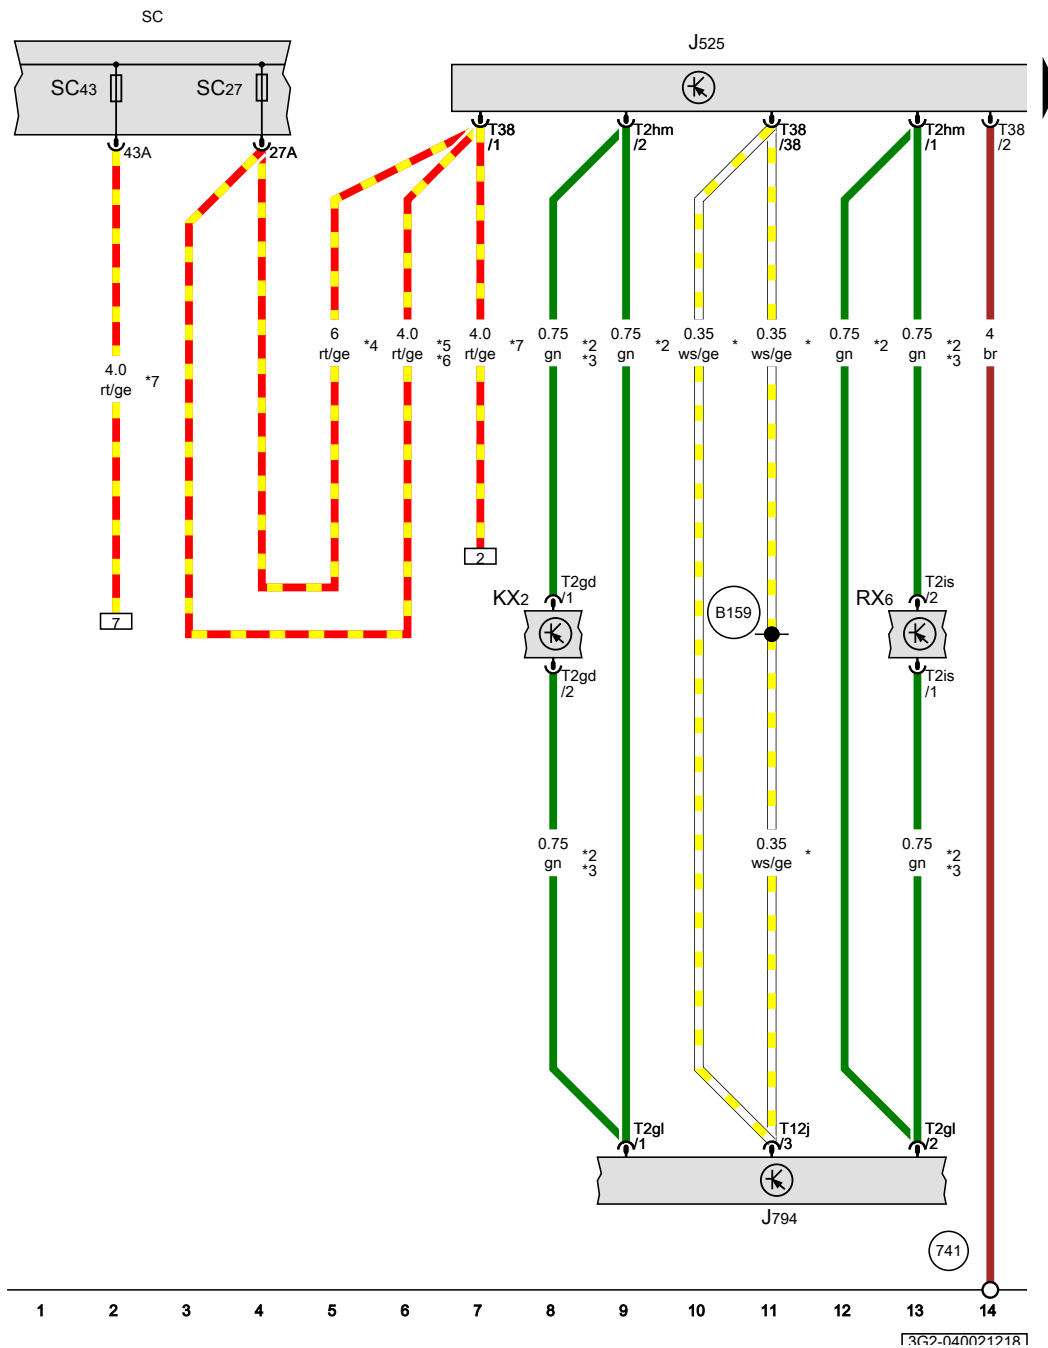 SC
J525
SC43
SC27
43A
27A
T38
/1
T2hm
/2
T38
/38
T2hm
/1
T38
/2
4.0
rt/ge
*7
6
rt/ge
*4
4.0
rt/ge
*5
*6
4.0
rt/ge
*7
0.75
gn
*2
*3
0.75
gn
*2
0.35
ws/ge
*
0.35
ws/ge
*
0.75
gn
*2
0.75
gn
*2
*3
4
br
2
7
KX2
T2gd
/1
T2gd
/2
B159
RX6
T2is
/2
T2is
/1
0.75
gn
*2
*3
0.35
ws/ge
*
0.75
gn
*2
*3
T2gl
/1
T12j
/3
T2gl
/2
J794
741
1 2 3 4 5 6 7 8 9 10 11 12 13 14
3G2-040021218